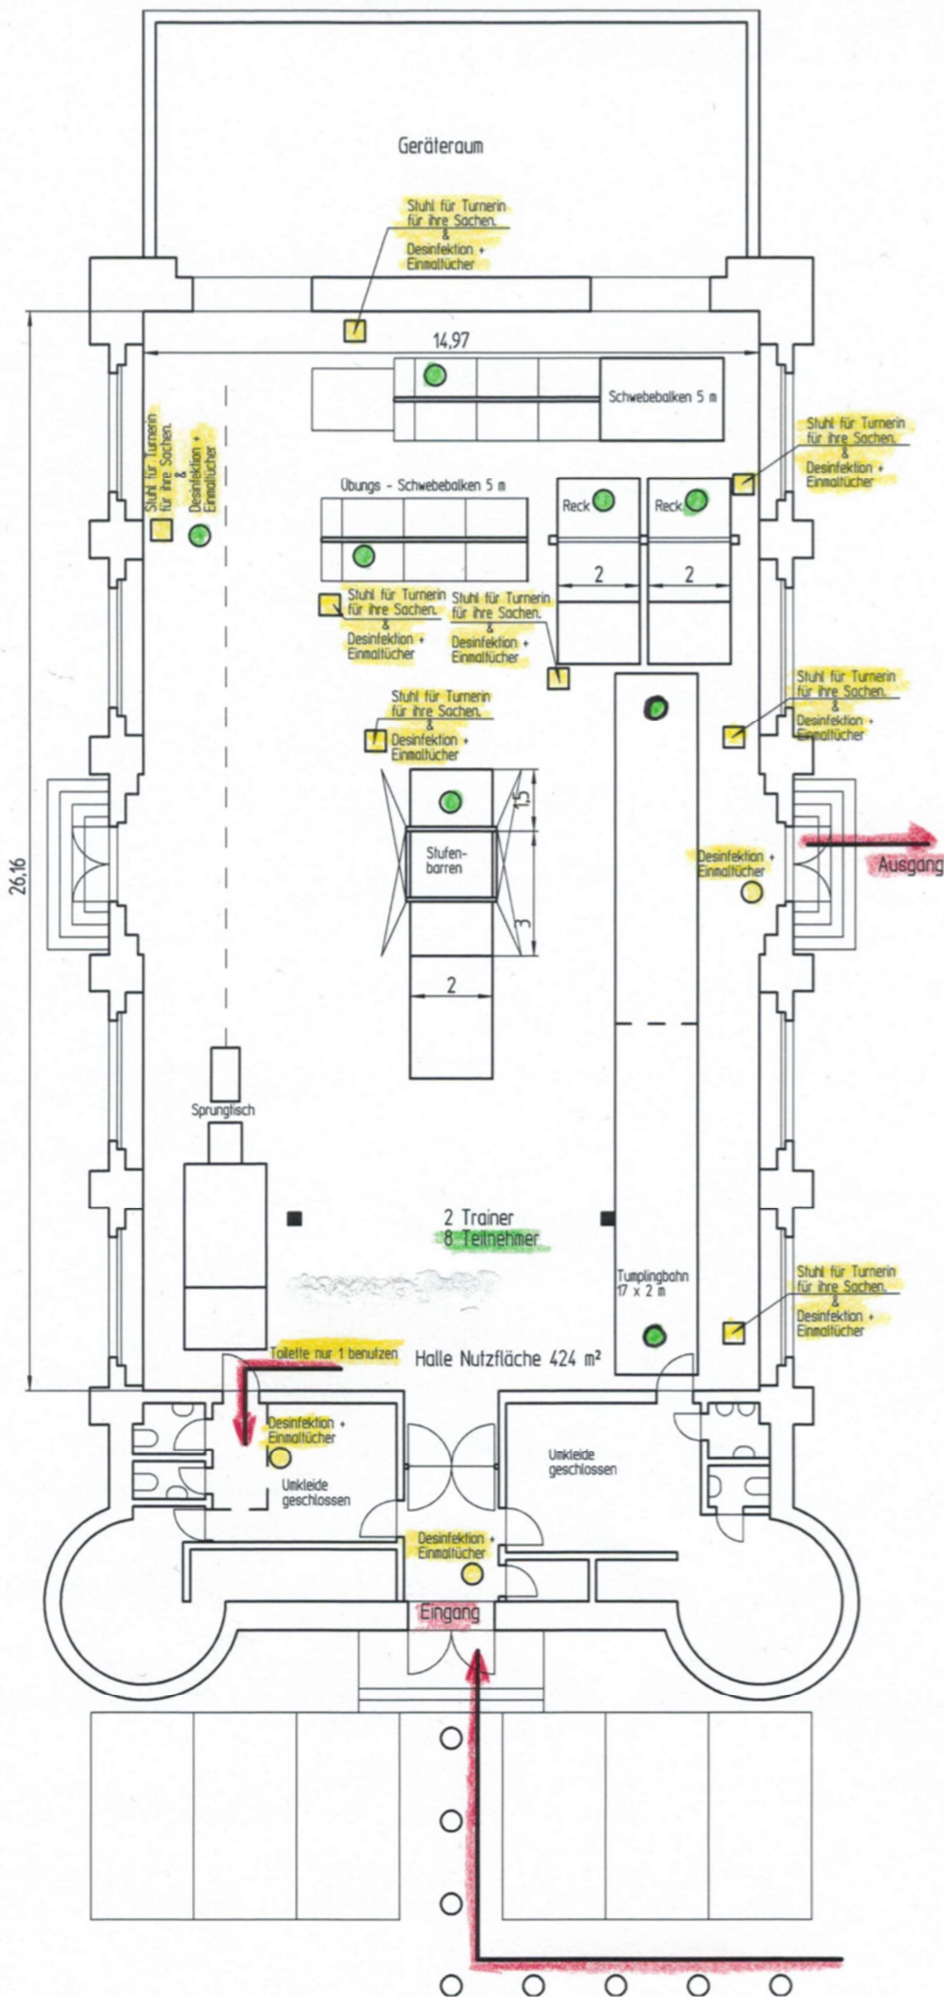 Geräteraum
Stuhl für Turnerin
für ihre Sachen.
&
Desinfektion +
Einmaltücher
14,97
Schwebebalken 5 m
Stuhl für Turnerin
für ihre Sachen.
&
Desinfektion +
Einmaltücher
Stuhl für Turnerin
für ihre Sachen.
&
Desinfektion +
Einmaltücher
Übungs - Schwebebalken 5 m
Reck
Reck
2
2
Stuhl für Turnerin
für ihre Sachen.
&
Desinfektion +
Einmaltücher
Stuhl für Turnerin
für ihre Sachen.
&
Desinfektion +
Einmaltücher
Stuhl für Turnerin
für ihre Sachen.
&
Desinfektion +
Einmaltücher
Stuhl für Turnerin
für ihre Sachen.
&
Desinfektion +
Einmaltücher
1,5
Stufen-
barren
3
2
26,16
Desinfektion +
Einmaltücher
Ausgang
Sprungtisch
2 Trainer
8 Teilnehmer
Tumplingbahn
17 x 2 m
Stuhl für Turnerin
für ihre Sachen.
&
Desinfektion +
Einmaltücher
Toilette nur 1 benutzen
Halle Nutzfläche 424 m²
Desinfektion +
Einmaltücher
Umkleide
geschlossen
Umkleide
geschlossen
Desinfektion +
Einmaltücher
Eingang